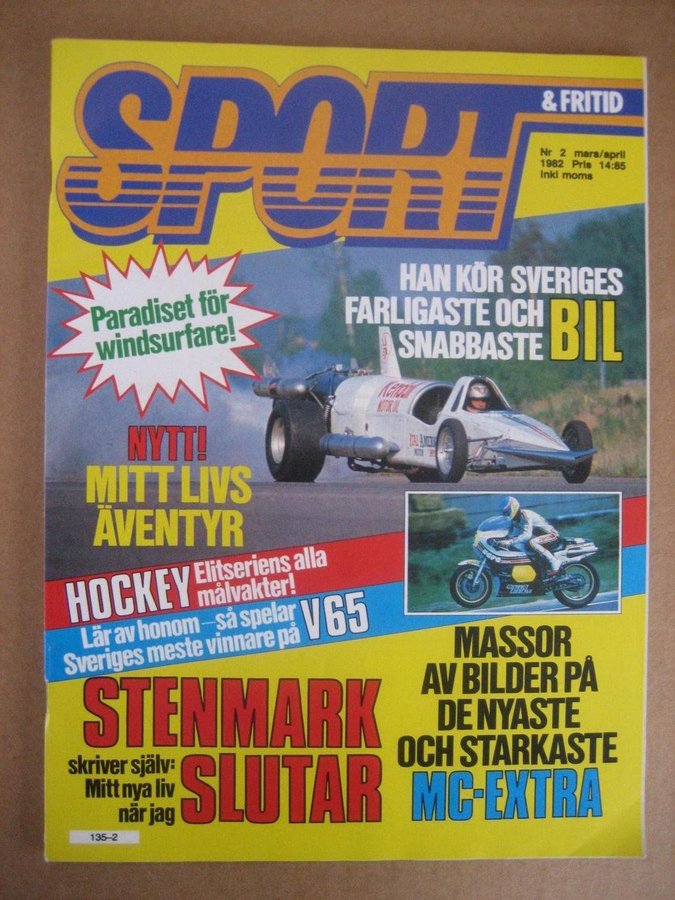 SPORT
& FRITID
Nr 2 mars/april
1982 Pris 14:85
Inkl moms
Paradiset för
windsurfare!
HAN KÖR SVERIGES
FARLIGASTE OCH
SNABBASTE BIL
Kendall
MOTOR OIL
NYTT!
MITT LIVS
ÄVENTYR
HOCKEY Elitseriens alla
målvakter!
Lär av honom – så spelar
Sveriges meste vinnare på V65
MASSOR
AV BILDER PÅ
DE NYASTE
OCH STARKASTE
MC-EXTRA
STENMARK
SLUTAR
skriver själv:
Mitt nya liv
när jag
135-2